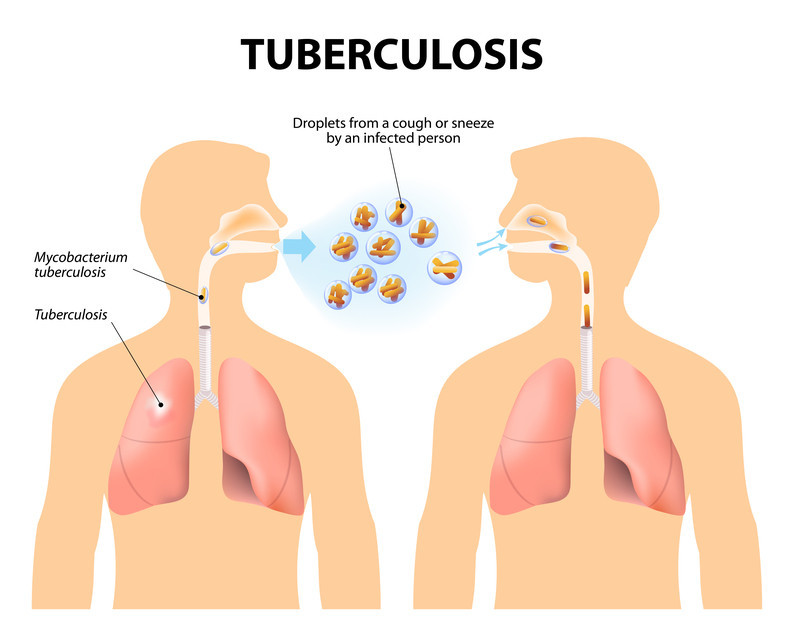 TUBERCULOSIS
Droplets from a cough or sneeze
by an infected person
Mycobacterium
tuberculosis
Tuberculosis